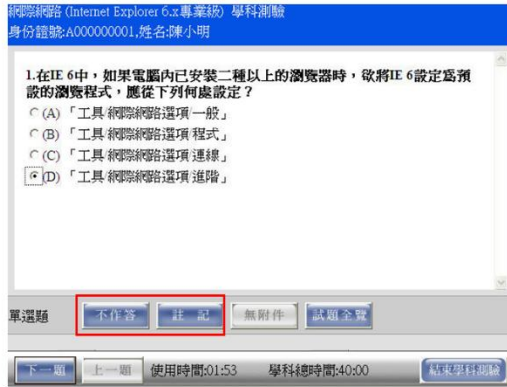 網際網路 (Internet Explorer 6.x專業級) 學科測驗
身份證號:A000000001,姓名:陳小明
1.在IE 6中，如果電腦內已安裝二種以上的瀏覽器時，欲將IE 6設定為預
設的瀏覽程式，應從下列何處設定？
(A) 「工具/網際網路選項/一般」
(B) 「工具/網際網路選項/程式」
(C) 「工具/網際網路選項/連線」
(D) 「工具/網際網路選項/進階」
單選題 不作答 註 記 無附件 試題全覽
下一題 上一題 使用時間:01:53 學科總時間:40:00 結束學科測驗